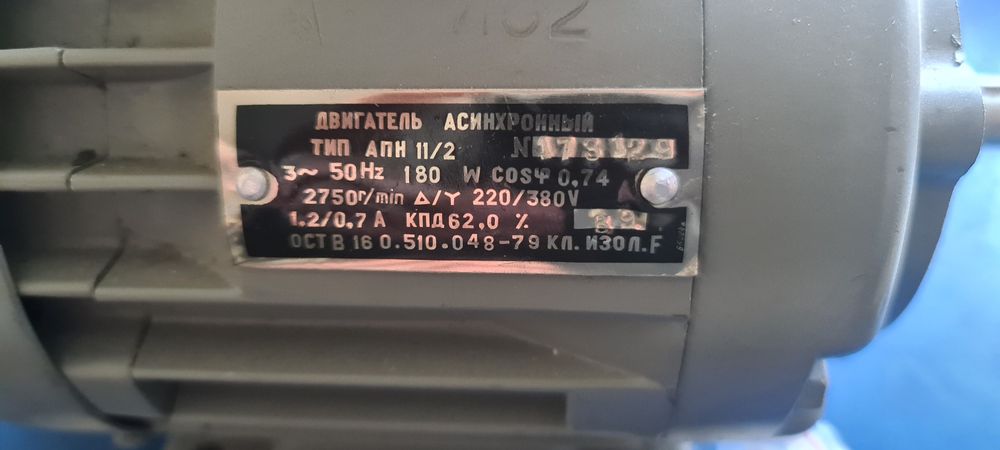 ДВИГАТЕЛЬ АСИНХРОННЫЙ
ТИП АПН 11/2 N
3~ 50Hz 180 W COSφ 0,74
2750r/min Δ/Y 220/380V
1.2/0,7 A КПД 62,0 %
ОСТ В 16 0.510.048-79 КЛ. ИЗОЛ. F